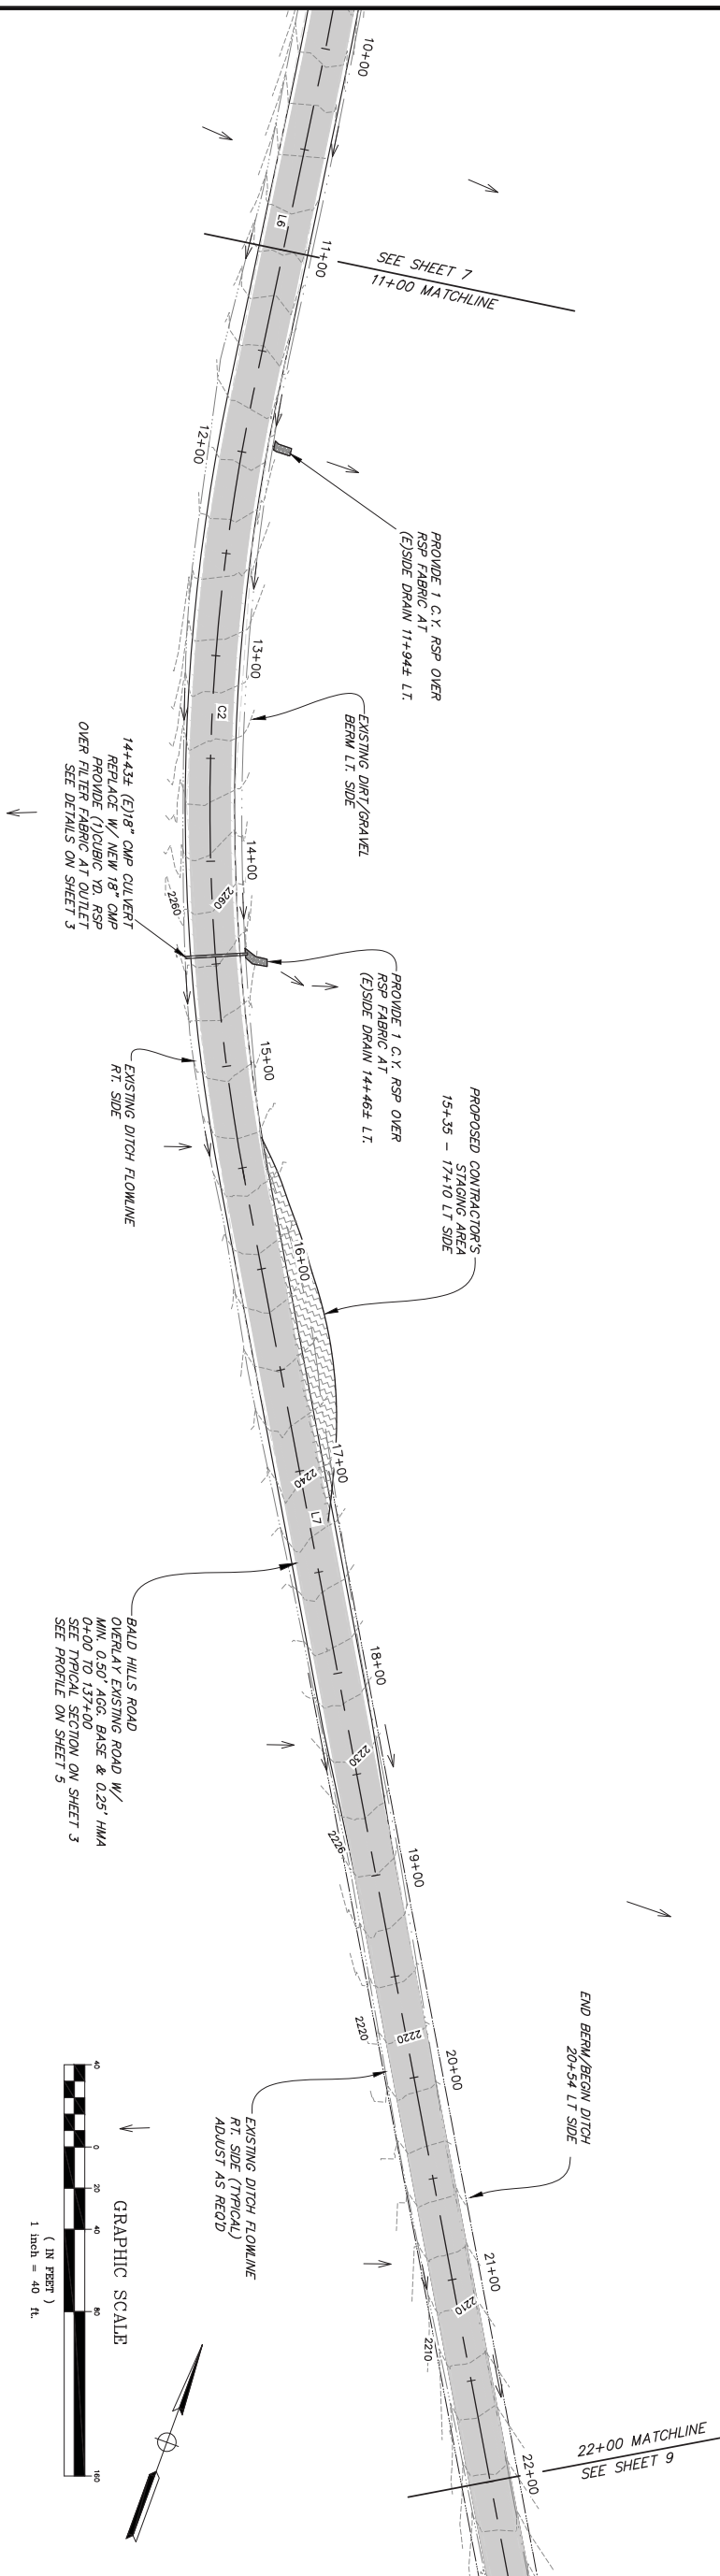 10+00
L6
11+00
SEE SHEET 7
11+00 MATCHLINE
12+00
PROVIDE 1 C.Y. RSP OVER
RSP FABRIC AT
(E)SIDE DRAIN 11+94± LT.
13+00
C2
EXISTING DIRT/GRAVEL
BERM LT. SIDE
14+43± (E)18" CMP CULVERT
REPLACE W/ NEW 18" CMP
PROVIDE (1)CUBIC YD. RSP
OVER FILTER FABRIC AT OUTLET
SEE DETAILS ON SHEET 3
14+00
2260
2260
PROVIDE 1 C.Y. RSP OVER
RSP FABRIC AT
(E)SIDE DRAIN 14+46± LT.
15+00
EXISTING DITCH FLOWLINE
RT. SIDE
PROPOSED CONTRACTOR'S
STAGING AREA
15+35 - 17+10 LT SIDE
16+00
17+00
2240
L7
BALD HILLS ROAD
OVERLAY EXISTING ROAD W/
MIN. 0.50' AGG. BASE & 0.25' HMA
0+00 TO 137+00
SEE TYPICAL SECTION ON SHEET 3
SEE PROFILE ON SHEET 5
18+00
2230
2226
19+00
END BERM/BEGIN DITCH
20+54 LT SIDE
2220
2220
20+00
EXISTING DITCH FLOWLINE
RT. SIDE (TYPICAL)
ADJUST AS REQ'D
21+00
2210
2210
22+00 MATCHLINE
SEE SHEET 9
22+00
GRAPHIC SCALE
40 0 20 40 80 160
( IN FEET )
1 inch = 40 ft.